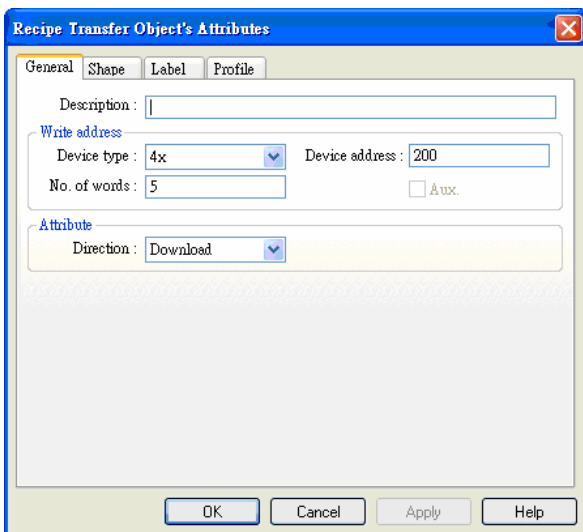 Recipe Transfer Object's Attributes
General Shape Label Profile
Description :
Write address
Device type : 4x Device address : 200
No. of words : 5 Aux.
Attribute
Direction : Download
OK Cancel Apply Help